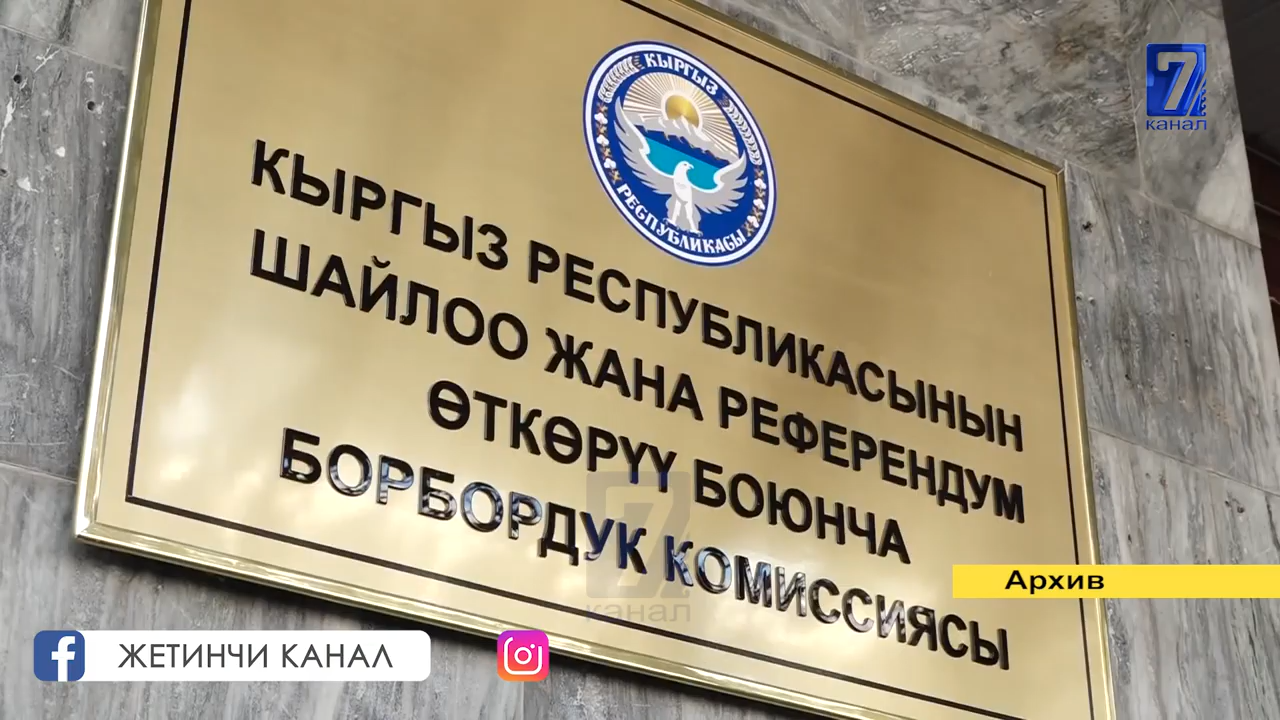 7
канал
КЫРГЫЗ
РЕСПУБЛИКАСЫ
КЫРГЫЗ РЕСПУБЛИКАСЫНЫН
ШАЙЛОО ЖАНА РЕФЕРЕНДУМ
ӨТКӨРҮҮ БОЮНЧА
БОРБОРДУК КОМИССИЯСЫ
7
канал
Архив
ЖЕТИНЧИ КАНАЛ